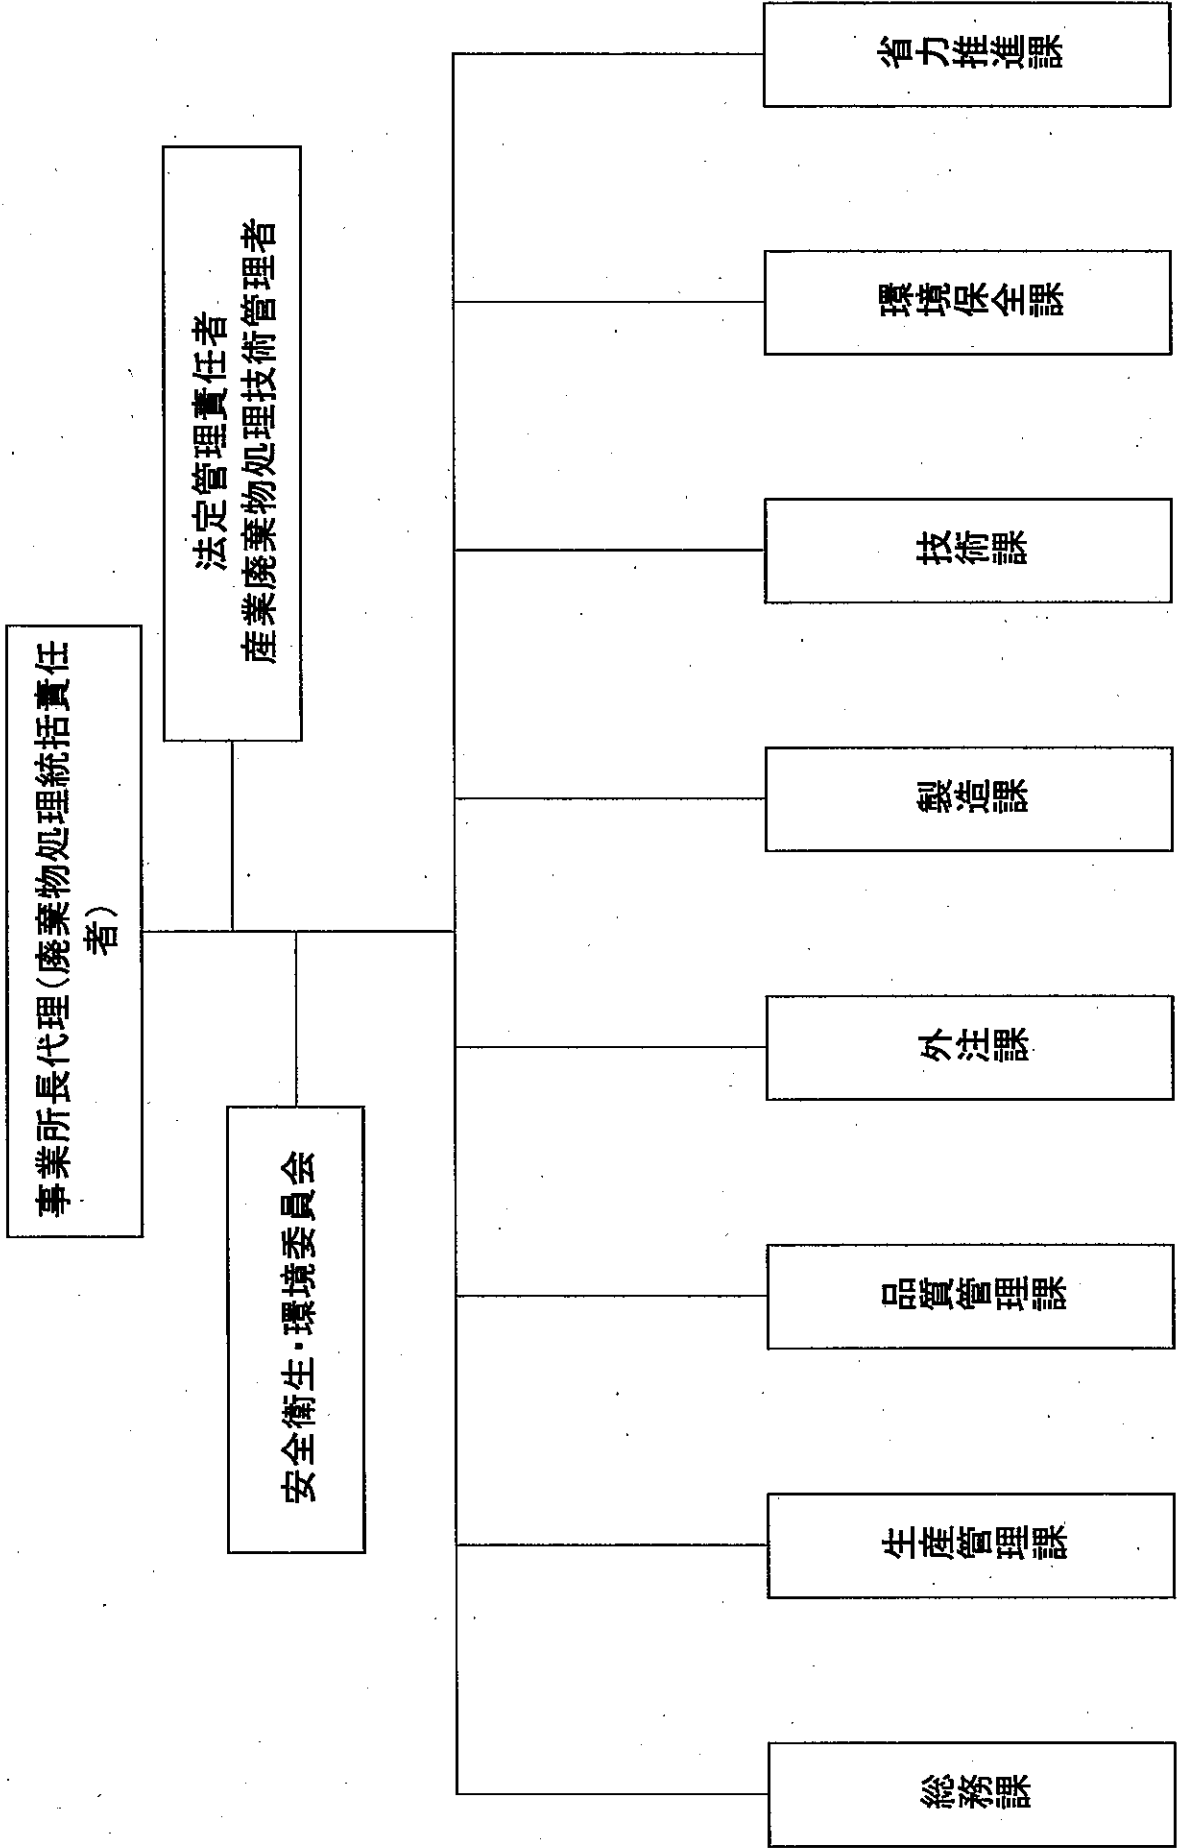 事業所長代理(廃棄物処理統括責任
者)
法定管理責任者
産業廃棄物処理技術管理者
安全衛生・環境委員会
総務課
生産管理課
品質管理課
外注課
製造課
技術課
環境保全課
省力推進課